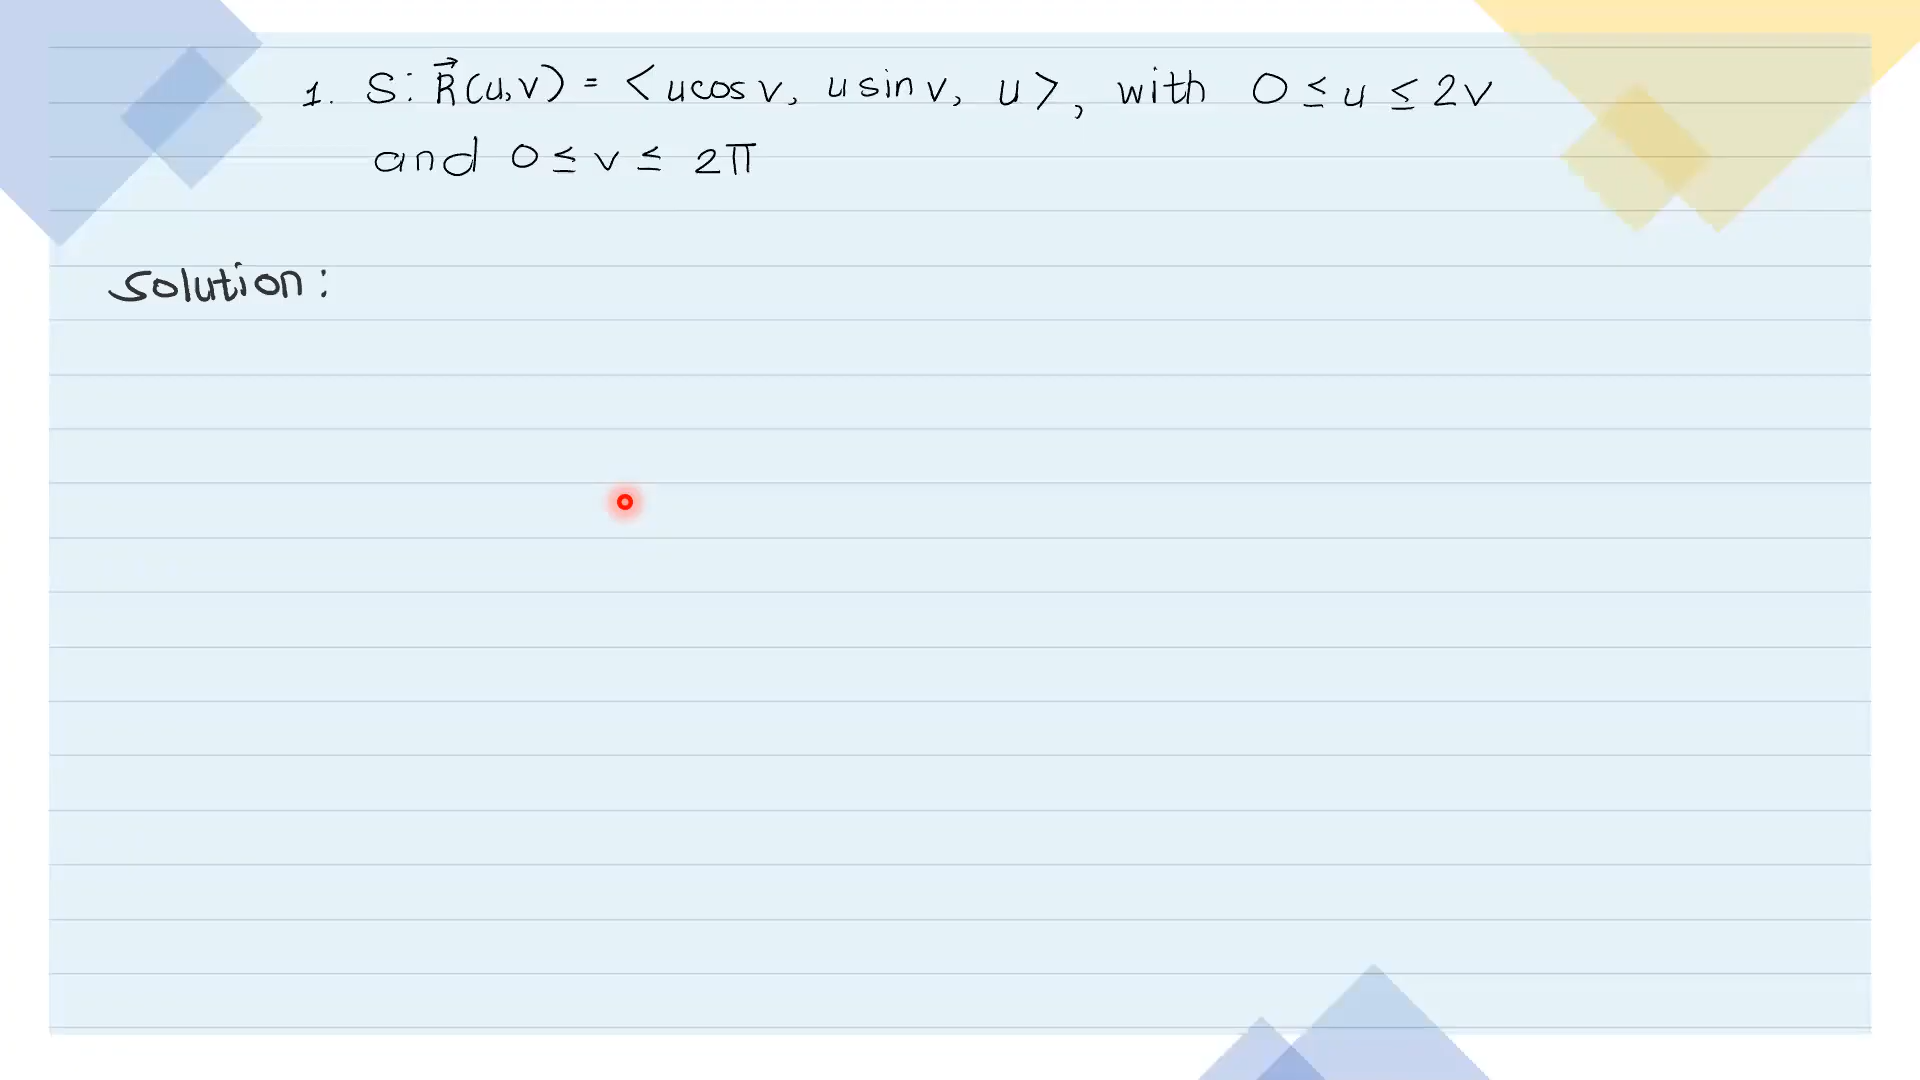 1. S: R⃗(u,v) = <u cos v, u sin v, u>, with 0 ≤ u ≤ 2v
and 0 ≤ v ≤ 2π
Solution: